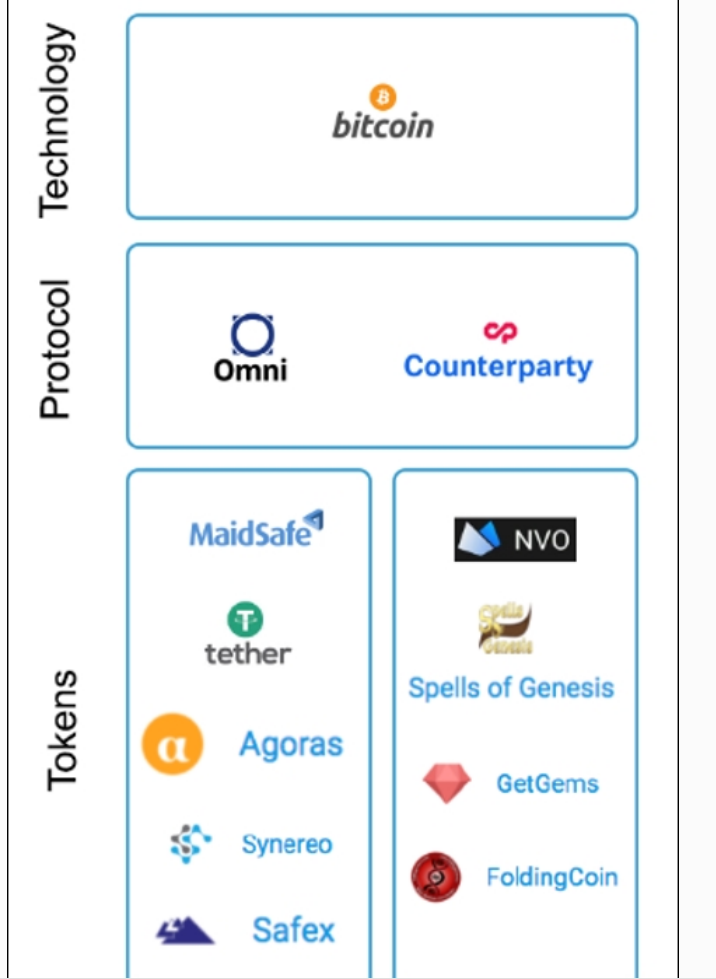 Technology
bitcoin
Protocol
Omni
Counterparty
Tokens
MaidSafe
tether
Agoras
Synereo
Safex
NVO
Spells of Genesis
Spells of Genesis
GetGems
FoldingCoin